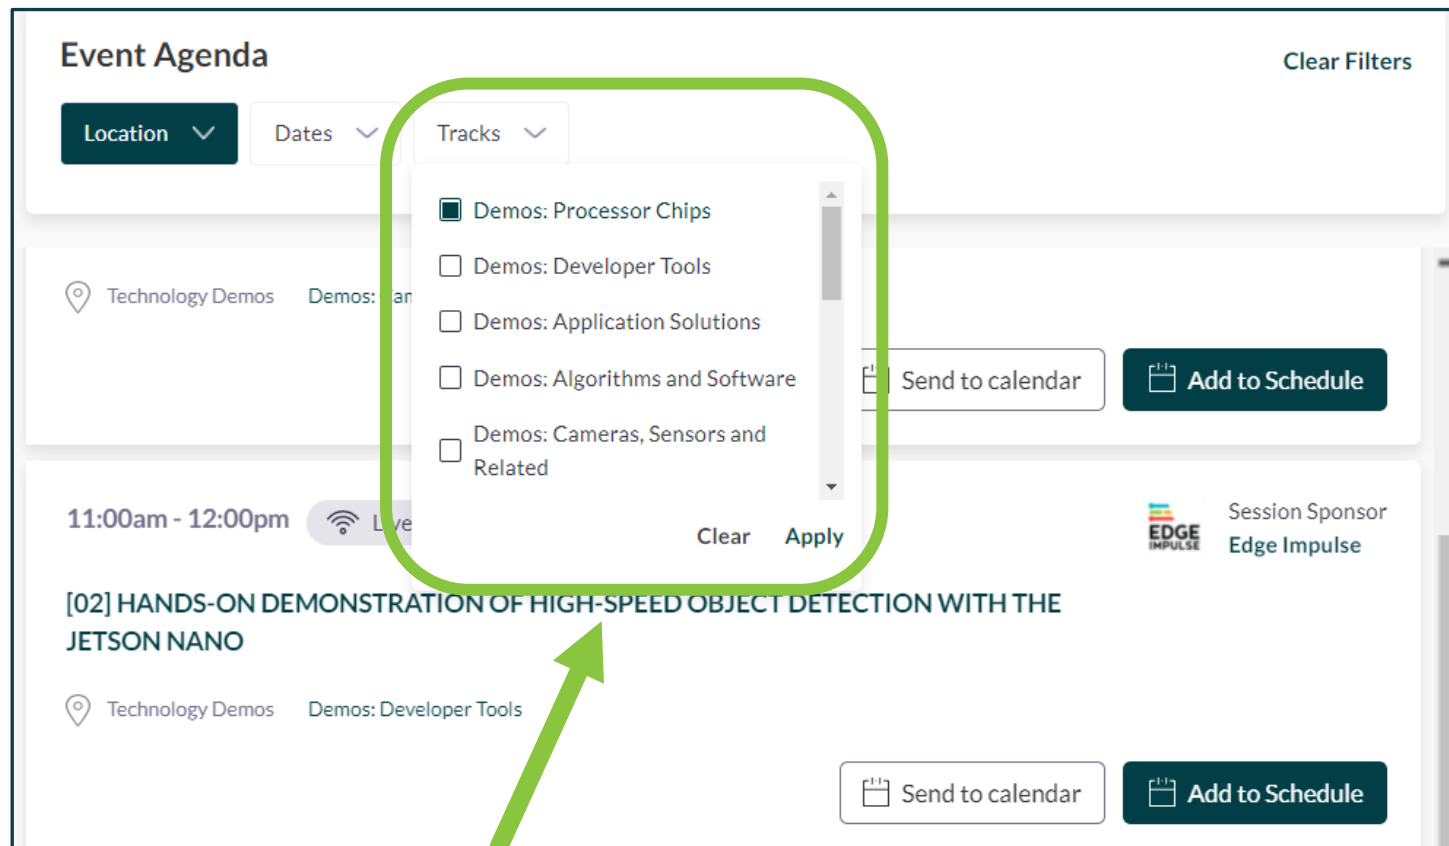 Event Agenda
Clear Filters
Location
Dates
Tracks
Demos: Processor Chips
Demos: Developer Tools
Demos: Application Solutions
Demos: Algorithms and Software
Demos: Cameras, Sensors and
Related
Clear
Apply
Technology Demos
Demos:
Send to calendar
Add to Schedule
11:00am - 12:00pm
EDGE
IMPULSE
Session Sponsor
Edge Impulse
[02] HANDS-ON DEMONSTRATION OF HIGH-SPEED OBJECT DETECTION WITH THE
JETSON NANO
Technology Demos
Demos: Developer Tools
Send to calendar
Add to Schedule